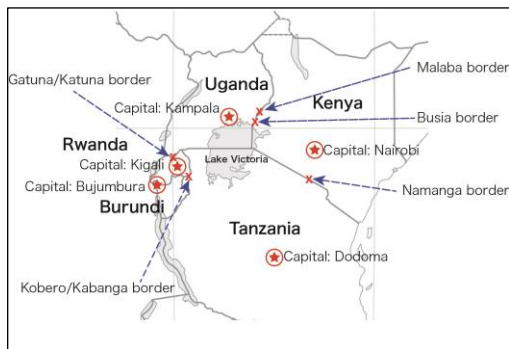 Gatuna/Katuna border
Malaba border
Uganda
Capital: Kampala
Kenya
Busia border
Rwanda
Capital: Kigali
Lake Victoria
Capital: Nairobi
Capital: Bujumbura
Namanga border
Burundi
Tanzania
Capital: Dodoma
Kobero/Kabanga border